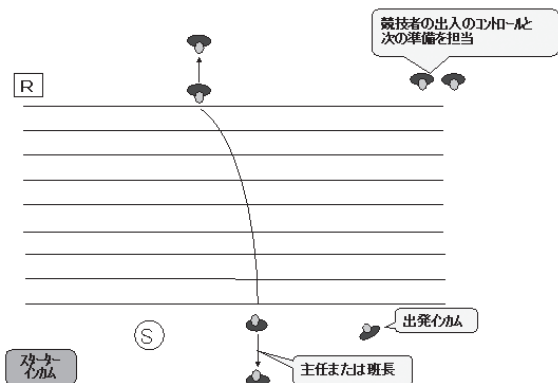 競技者の出入のコントロールと
次の準備を担当
R
出発インカム
S
スターター
インカム
主任または班長